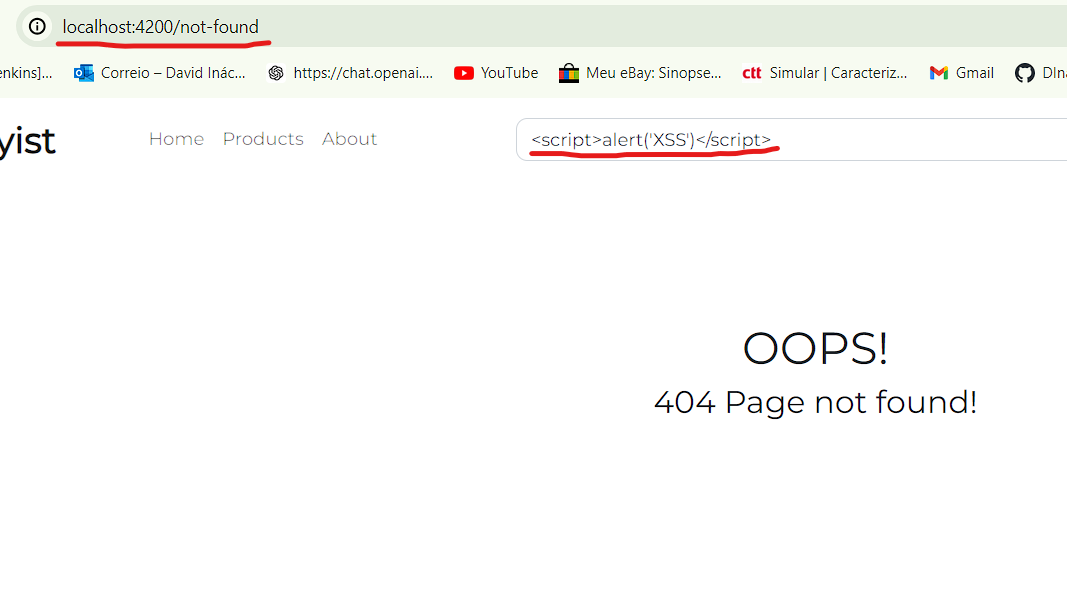 localhost:4200/not-found
enkins]... Correio – David Inác... https://chat.openai.... YouTube Meu eBay: Sinopse... ctt Simular | Caracteriz... Gmail DIna
yist Home Products About <script>alert('XSS')</script>
OOPS!
404 Page not found!